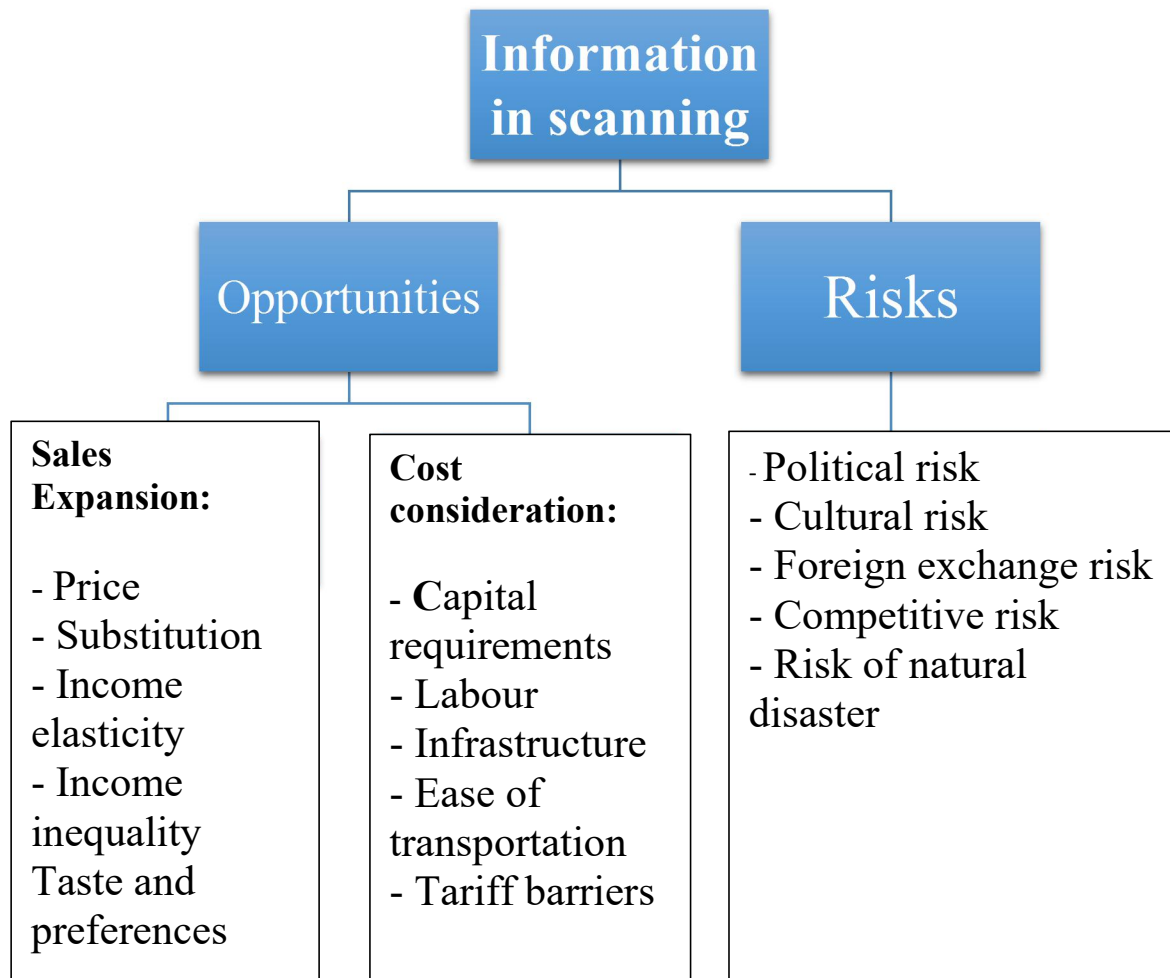 Information
in scanning
Opportunities
Risks
Sales
Expansion:
- Price
- Substitution
- Income
elasticity
- Income
inequality
Taste and
preferences
Cost
consideration:
- Capital
requirements
- Labour
- Infrastructure
- Ease of
transportation
- Tariff barriers
- Political risk
- Cultural risk
- Foreign exchange risk
- Competitive risk
- Risk of natural
disaster